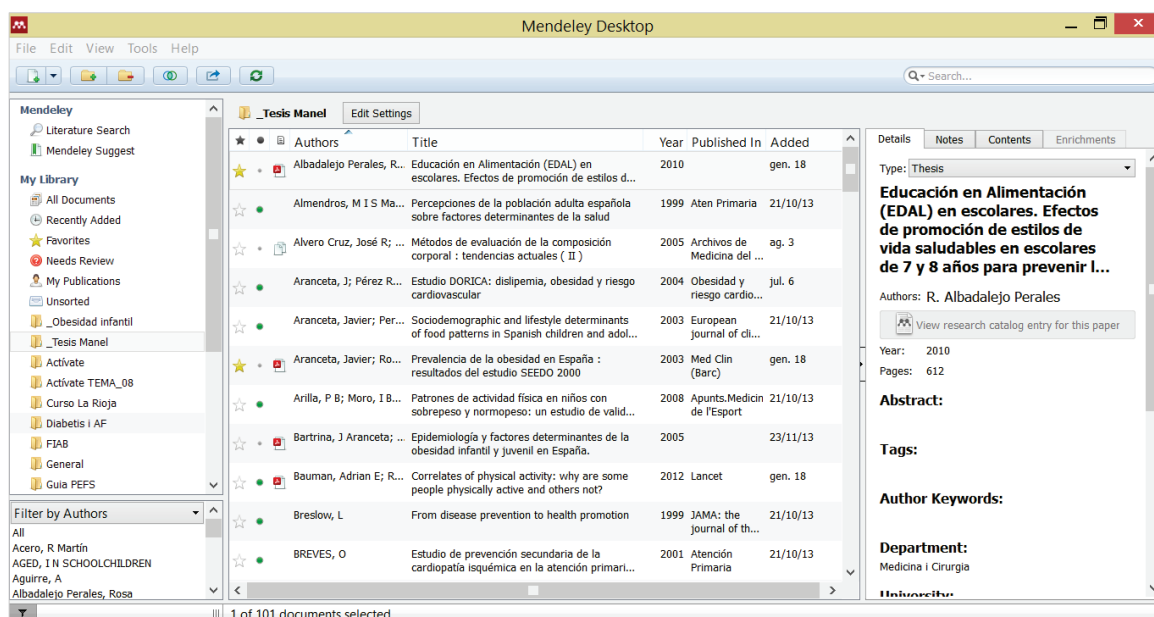 Mendeley Desktop
File Edit View Tools Help
Search...
Mendeley
Literature Search
Mendeley Suggest
My Library
All Documents
Recently Added
Favorites
Needs Review
My Publications
Unsorted
_Obesidad infantil
_Tesis Manel
Actívate
Actívate TEMA_08
Curso La Rioja
Diabetis i AF
FIAB
General
Guia PEFS
Filter by Authors
All
Acero, R Martín
AGED, I N SCHOOLCHILDREN
Aguirre, A
Albadalejo Perales, Rosa
_Tesis Manel Edit Settings
Authors Title Year Published In Added
Albadalejo Perales, R... Educación en Alimentación (EDAL) en 2010 gen. 18
escolares. Efectos de promoción de estilos d...
Almendros, M I S Ma... Percepciones de la población adulta española 1999 Aten Primaria 21/10/13
sobre factores determinantes de la salud
Alvero Cruz, José R; ... Métodos de evaluación de la composición 2005 Archivos de ag. 3
corporal : tendencias actuales ( II ) Medicina del ...
Aranceta, J; Pérez R... Estudio DORICA: dislipemia, obesidad y riesgo 2004 Obesidad y jul. 6
cardiovascular riesgo cardio...
Aranceta, Javier; Per... Sociodemographic and lifestyle determinants 2003 European 21/10/13
of food patterns in Spanish children and adol... journal of cli...
Aranceta, Javier; Ro... Prevalencia de la obesidad en España : 2003 Med Clin gen. 18
resultados del estudio SEEDO 2000 (Barc)
Arilla, P B; Moro, I B... Patrones de actividad física en niños con 2008 Apunts.Medicin 21/10/13
sobrepeso y normopeso: un estudio de valid... de l'Esport
Bartrina, J Aranceta; ... Epidemiología y factores determinantes de la 2005 23/11/13
obesidad infantil y juvenil en España.
Bauman, Adrian E; R... Correlates of physical activity: why are some 2012 Lancet gen. 18
people physically active and others not?
Breslow, L From disease prevention to health promotion 1999 JAMA: the 21/10/13
journal of th...
BREVES, O Estudio de prevención secundaria de la 2001 Atención 21/10/13
cardiopatía isquémica en la atención primari... Primaria
1 of 101 documents selected
Details Notes Contents Enrichments
Type: Thesis
Educación en Alimentación
(EDAL) en escolares. Efectos
de promoción de estilos de
vida saludables en escolares
de 7 y 8 años para prevenir l...
Authors: R. Albadalejo Perales
View research catalog entry for this paper
Year: 2010
Pages: 612
Abstract:
Tags:
Author Keywords:
Department:
Medicina i Cirurgia
University: